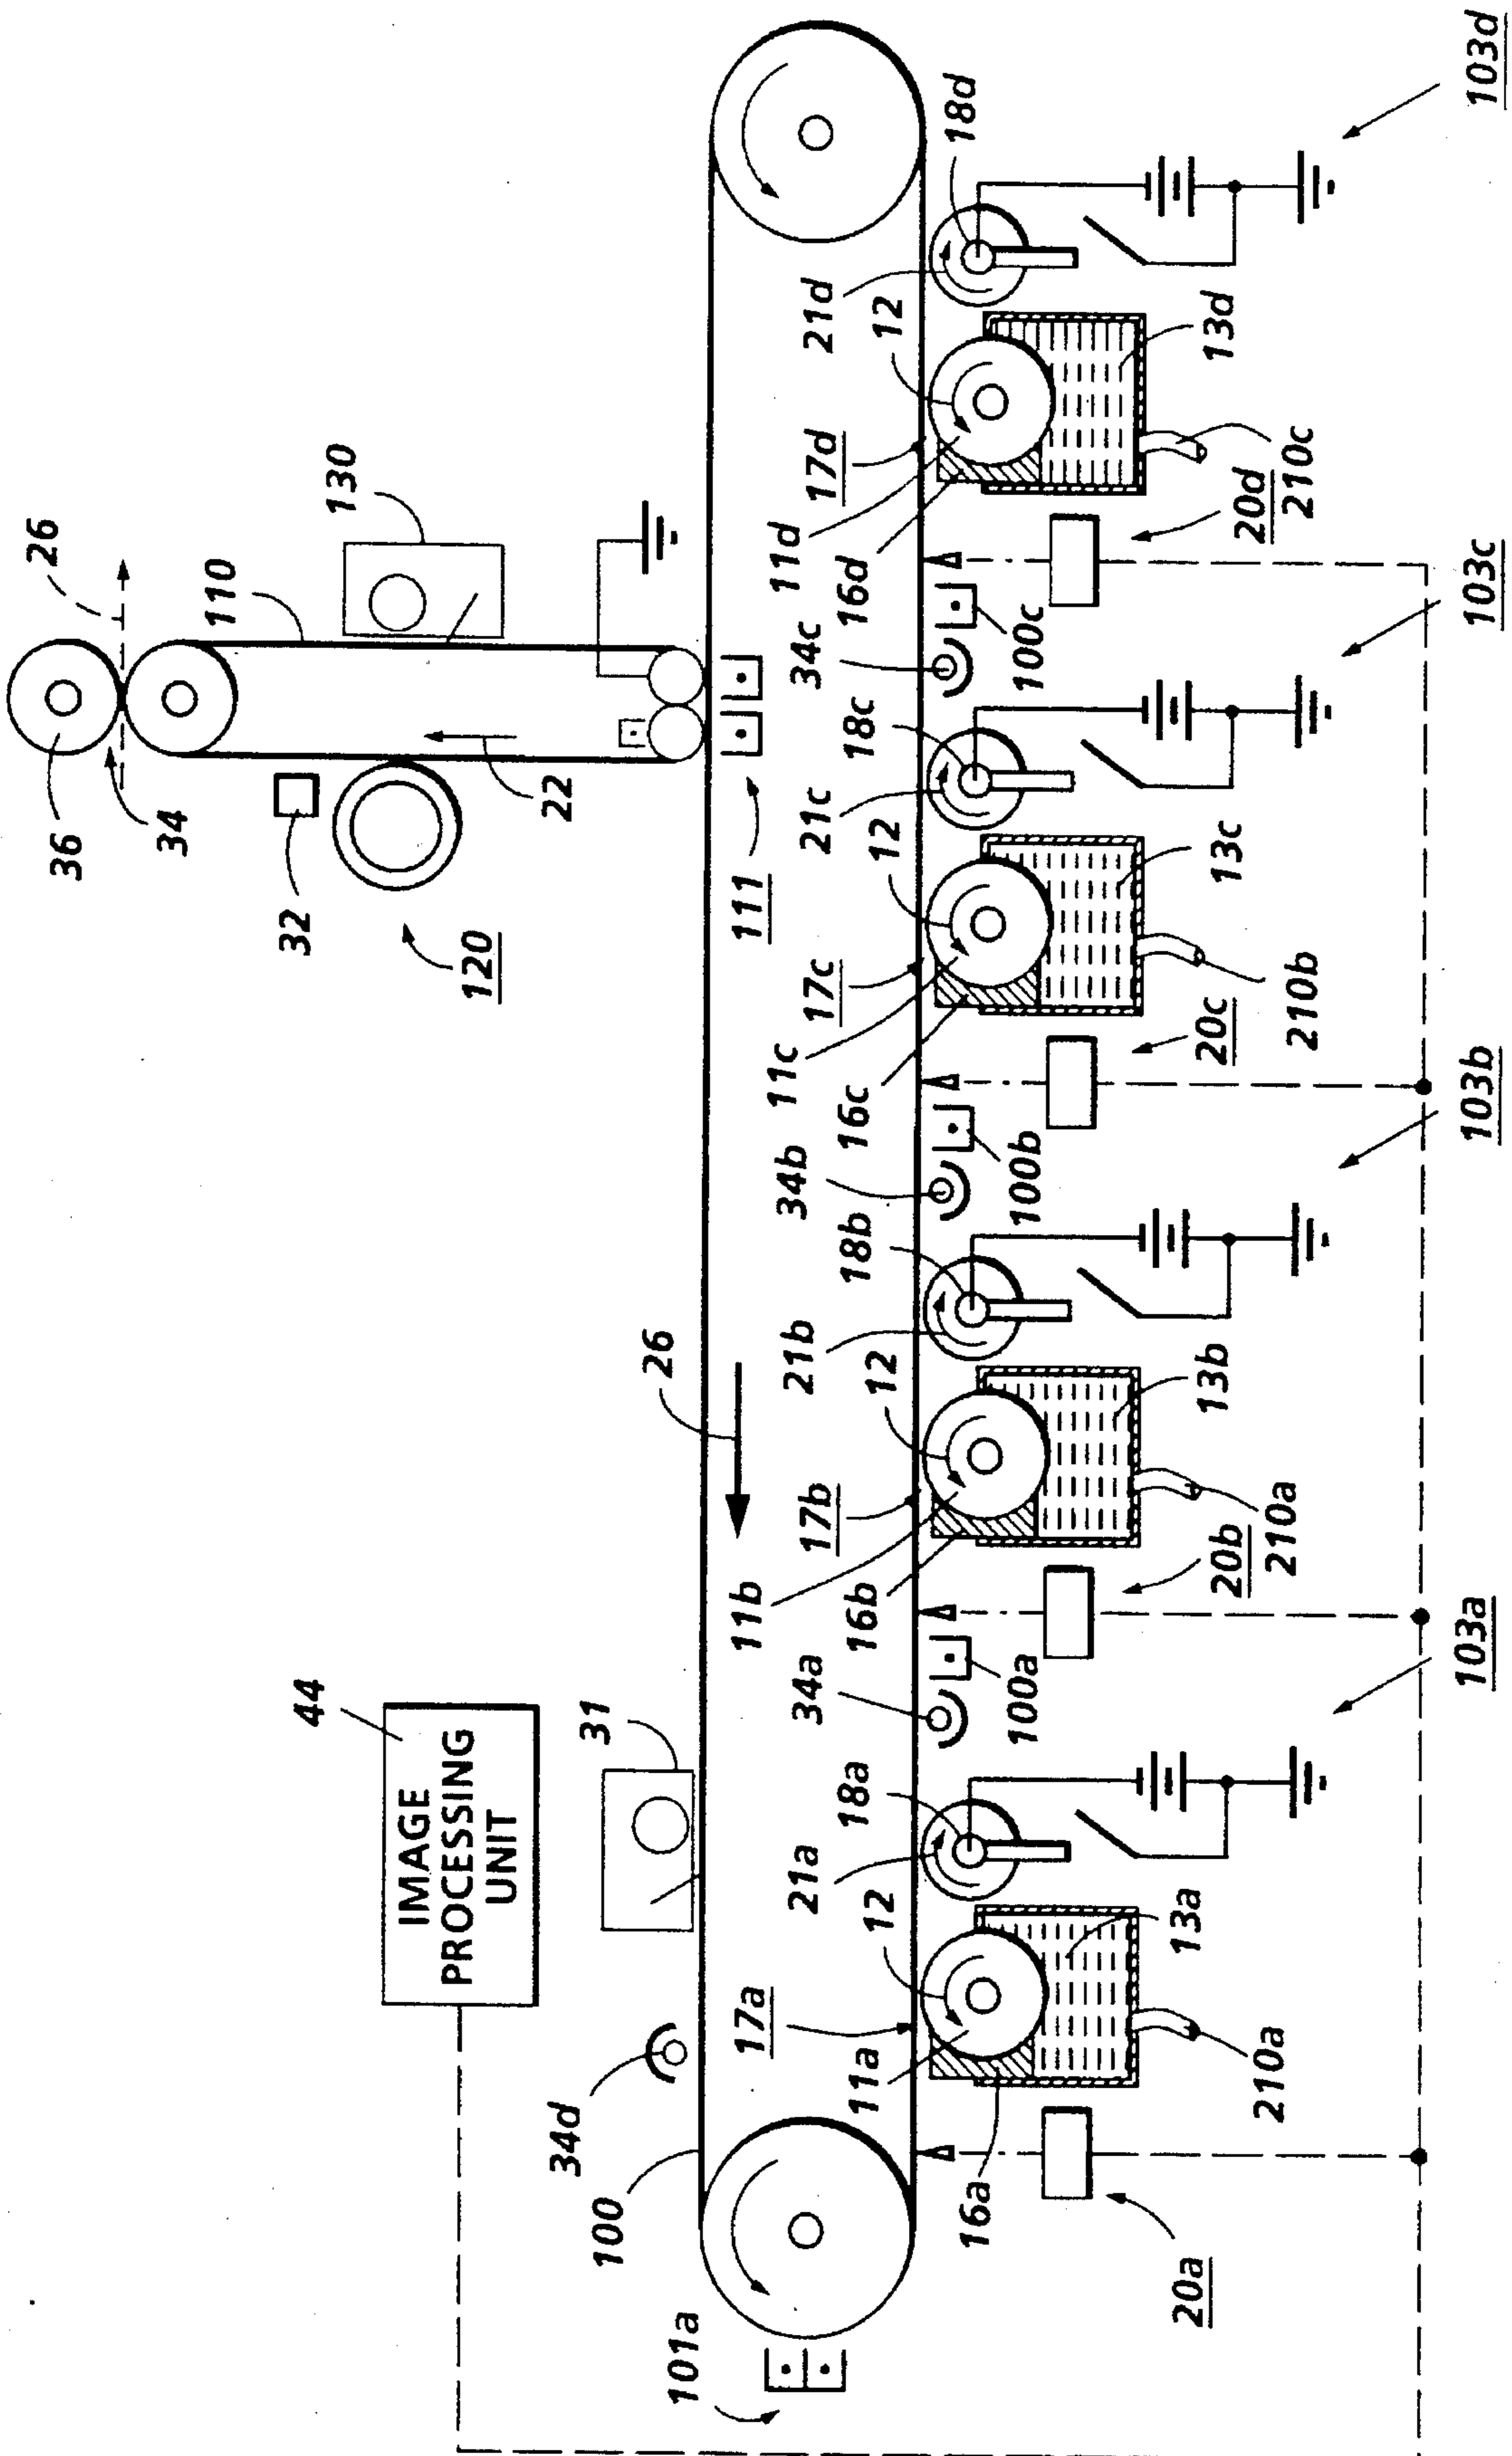 IMAGE
PROCESSING
UNIT
44
101a
100
34d
31
26
120
32
36
34
22
111
110
26
130
20a
16a
11a
17a
12
21a
18a
210a
13a
103a
34a
100a
20b
16b
11b
17b
12
21b
18b
210a
13b
103b
34b
100b
20c
16c
11c
17c
12
21c
18c
210b
13c
103c
34c
100c
20d
16d
11d
17d
12
21d
18d
210c
13d
103d